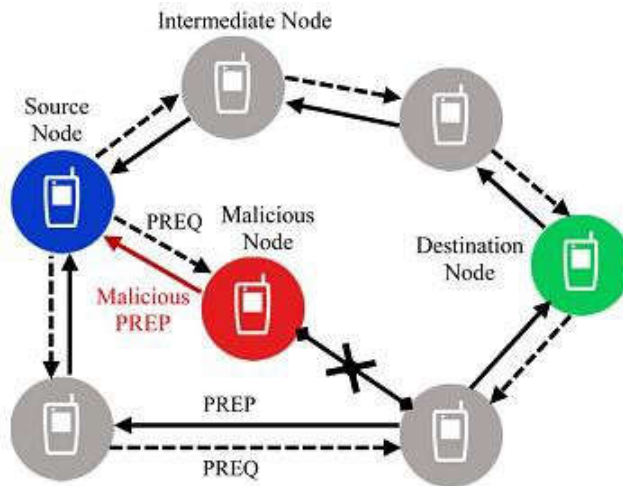 Intermediate Node
Source
Node
PREQ
Malicious
Node
Destination
Node
Malicious
PREP
PREP
PREQ